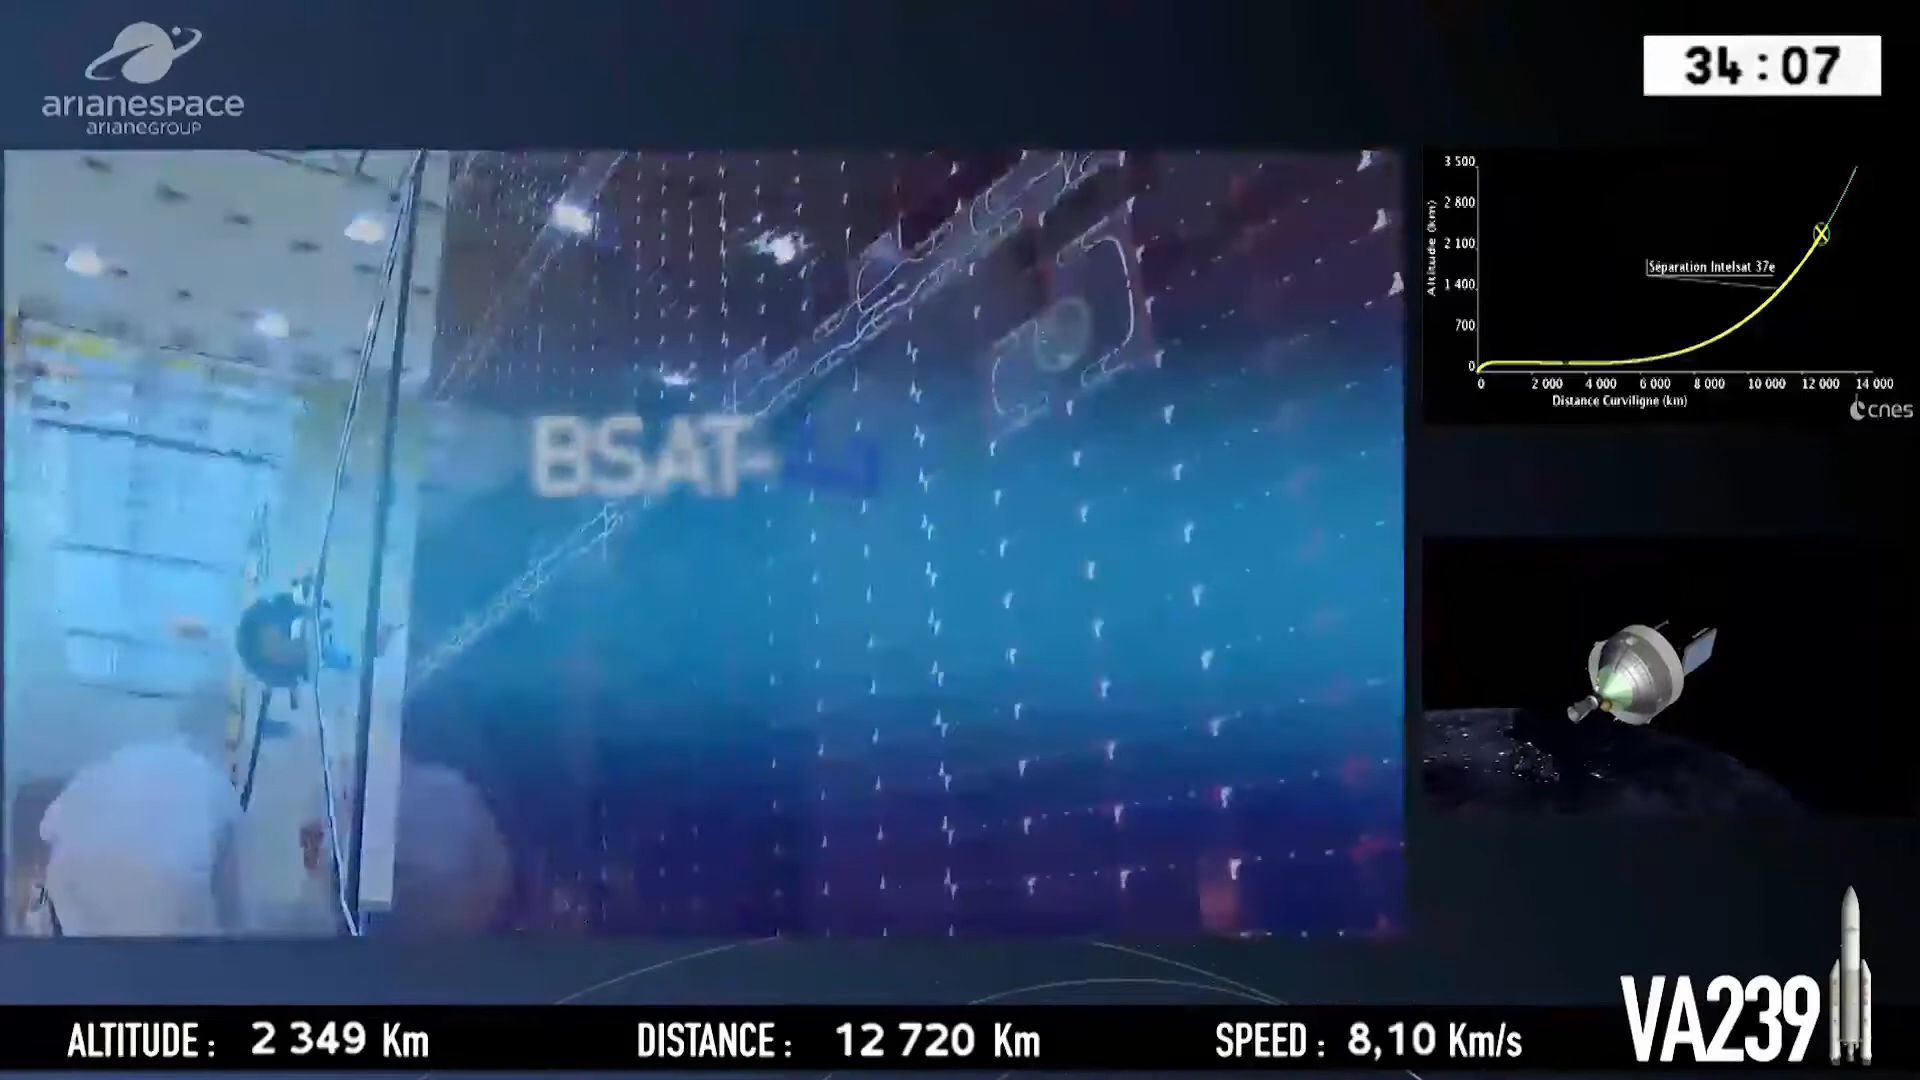 arianespace
arianeGROUP
34:07
3 500
2 800
2 100
1 400
700
0
Altitude (km)
Séparation Intelsat 37e
0 2 000 4 000 6 000 8 000 10 000 12 000 14 000
Distance Curviligne (km)
cnes
BSAT-4
VA239
ALTITUDE : 2 349 Km DISTANCE : 12 720 Km SPEED : 8,10 Km/s